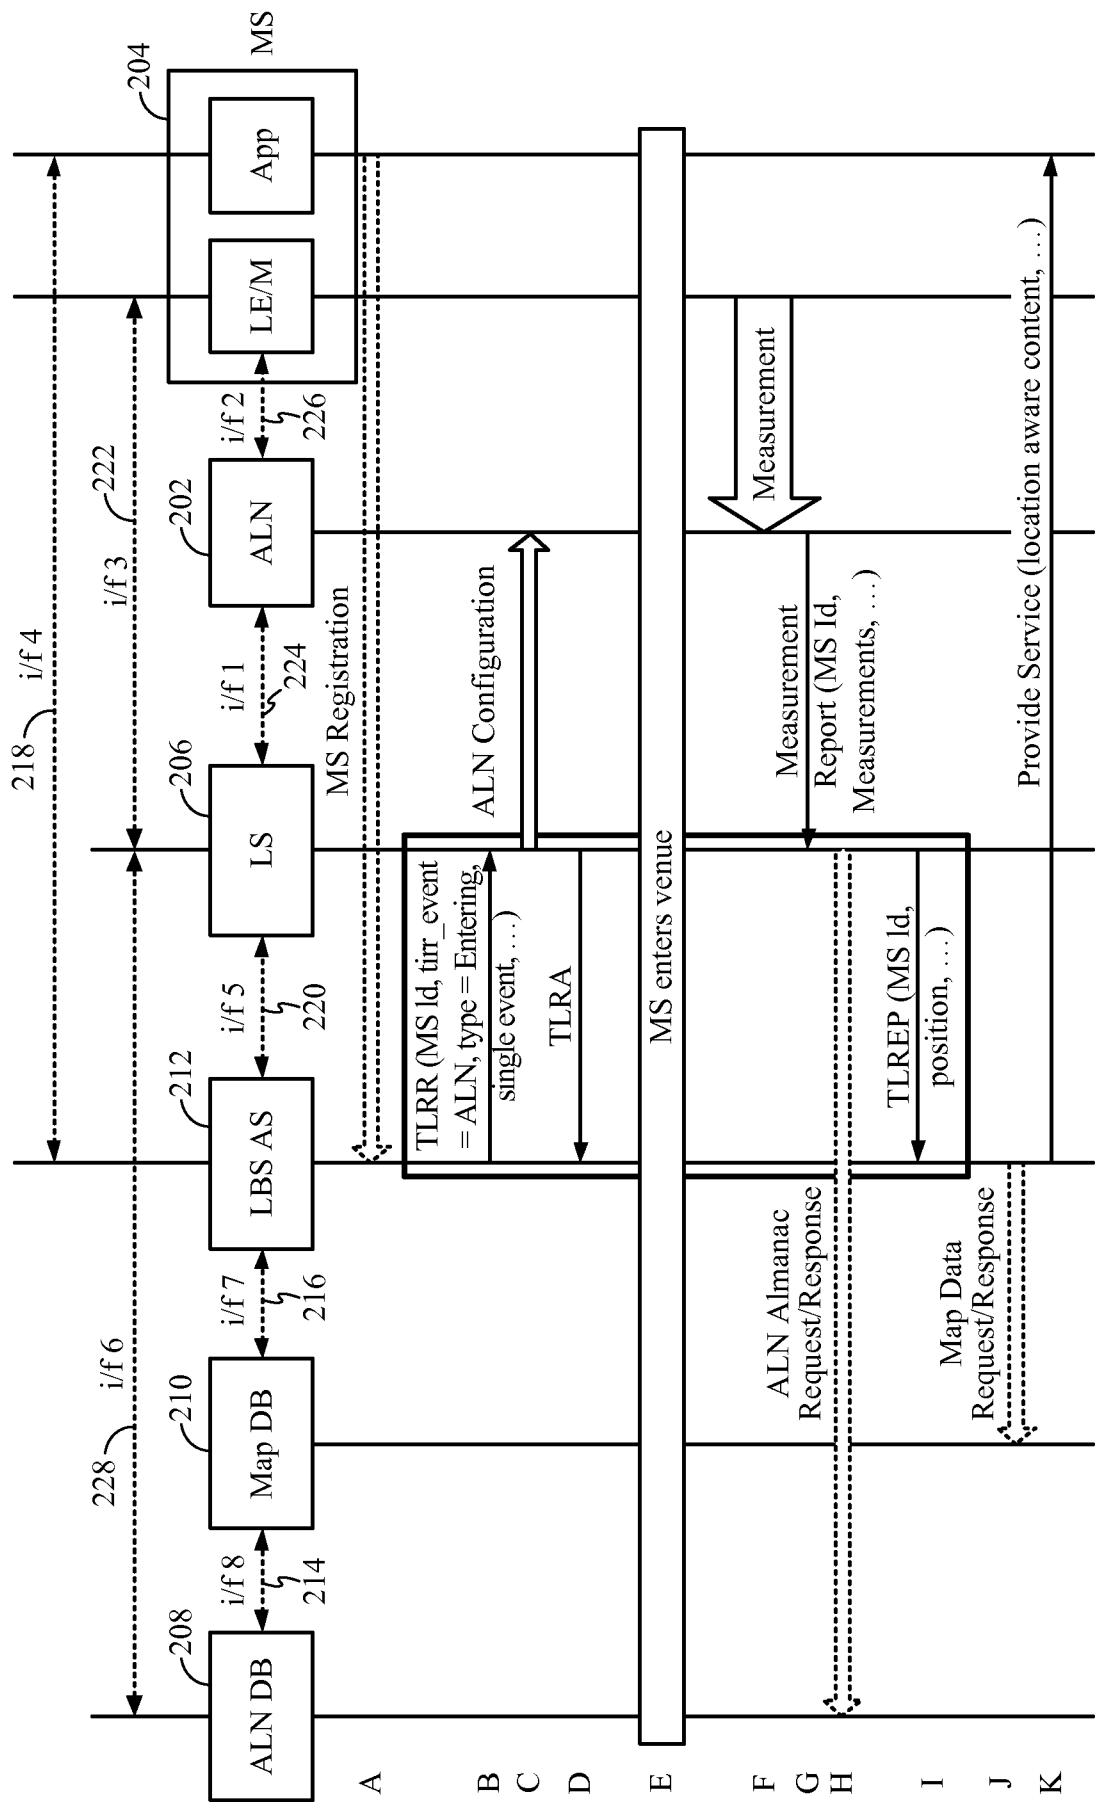 218
i/f 4
228
i/f 6
222
i/f 3
208
210
212
206
202
204
ALN DB
i/f 8
214
Map DB
i/f 7
216
LBS AS
i/f 5
220
LS
i/f 1
224
ALN
i/f 2
226
LE/M
App
MS
A
MS Registration
B
TLRR (MS ld, tirr_event
= ALN, type = Entering,
single event, …)
C
ALN Configuration
D
TLRA
E
MS enters venue
F
Measurement
G
Measurement
Report (MS Id,
Measurements, …)
H
ALN Almanac
Request/Response
I
TLREP (MS ld,
position, …)
J
Map Data
Request/Response
K
Provide Service (location aware content, …)